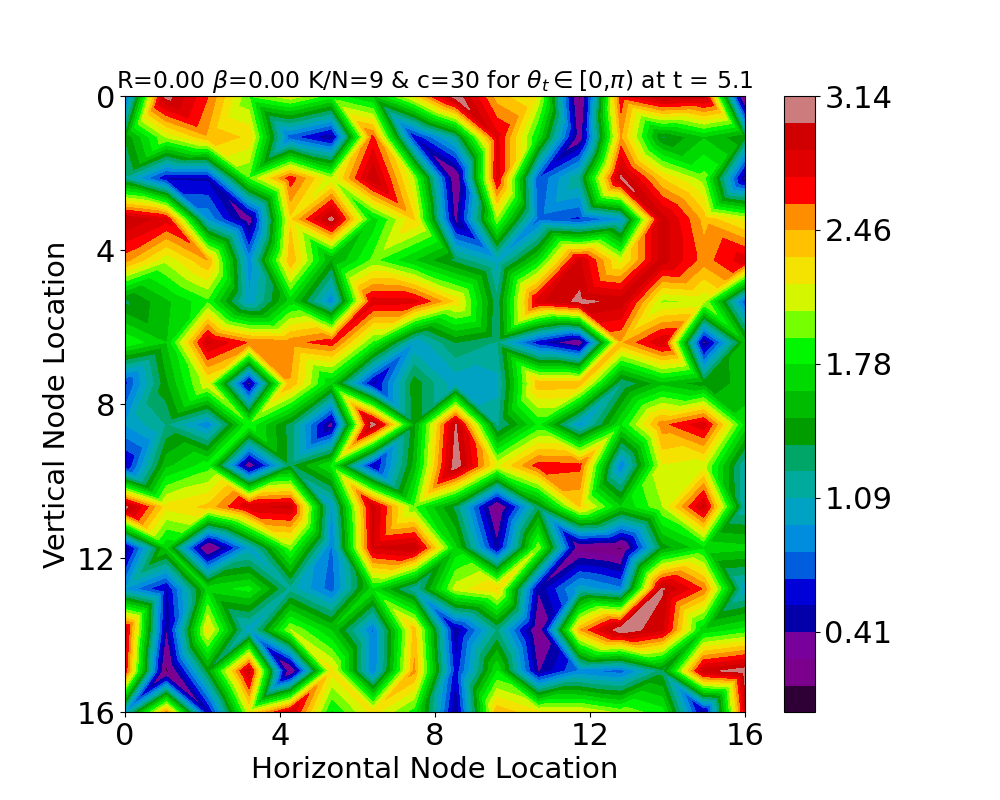 R=0.00 β=0.00 K/N=9 & c=30 for θₜ ∈ [0,π) at t = 5.1
0
4
8
12
16
Vertical Node Location
0 4 8 12 16
Horizontal Node Location
3.14
2.46
1.78
1.09
0.41